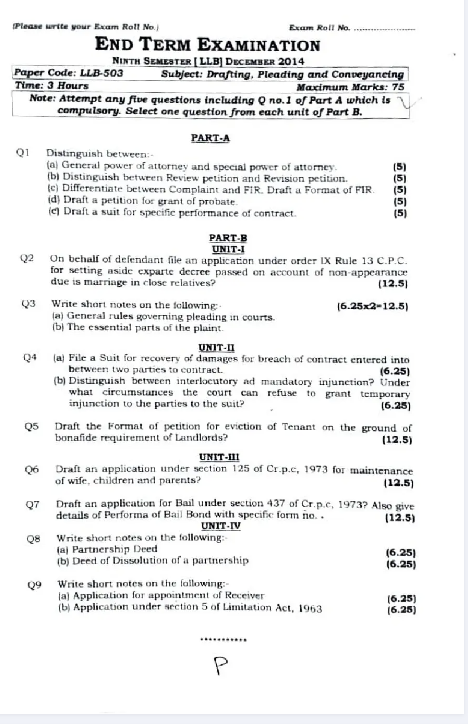 (Please write your Exam Roll No.) Exam Roll No. ....................
END TERM EXAMINATION
NINTH SEMESTER [LLB] DECEMBER 2014
Paper Code: LLB-503 Subject: Drafting, Pleading and Conveyancing
Time: 3 Hours Maximum Marks: 75
Note: Attempt any five questions including Q no.1 of Part A which is
compulsory. Select one question from each unit of Part B.
PART-A
Q1 Distinguish between:-
(a) General power of attorney and special power of attorney. (5)
(b) Distinguish between Review petition and Revision petition. (5)
(c) Differentiate between Complaint and FIR. Draft a Format of FIR. (5)
(d) Draft a petition for grant of probate. (5)
(e) Draft a suit for specific performance of contract. (5)
PART-B
UNIT-I
Q2 On behalf of defendant file an application under order IX Rule 13 C.P.C.
for setting aside exparte decree passed on account of non-appearance
due is marriage in close relatives? (12.5)
Q3 Write short notes on the following:- (6.25x2=12.5)
(a) General rules governing pleading in courts.
(b) The essential parts of the plaint.
UNIT-II
Q4 (a) File a Suit for recovery of damages for breach of contract entered into
between two parties to contract. (6.25)
(b) Distinguish between interlocutory ad mandatory injunction? Under
what circumstances the court can refuse to grant temporary
injunction to the parties to the suit? (6.25)
Q5 Draft the Format of petition for eviction of Tenant on the ground of
bonafide requirement of Landlords? (12.5)
UNIT-III
Q6 Draft an application under section 125 of Cr.p.c, 1973 for maintenance
of wife, children and parents? (12.5)
Q7 Draft an application for Bail under section 437 of Cr.p.c, 1973? Also give
details of Performa of Bail Bond with specific form no. . (12.5)
UNIT-IV
Q8 Write short notes on the following:-
(a) Partnership Deed (6.25)
(b) Deed of Dissolution of a partnership (6.25)
Q9 Write short notes on the following:-
(a) Application for appointment of Receiver (6.25)
(b) Application under section 5 of Limitation Act, 1963 (6.25)
***********
P